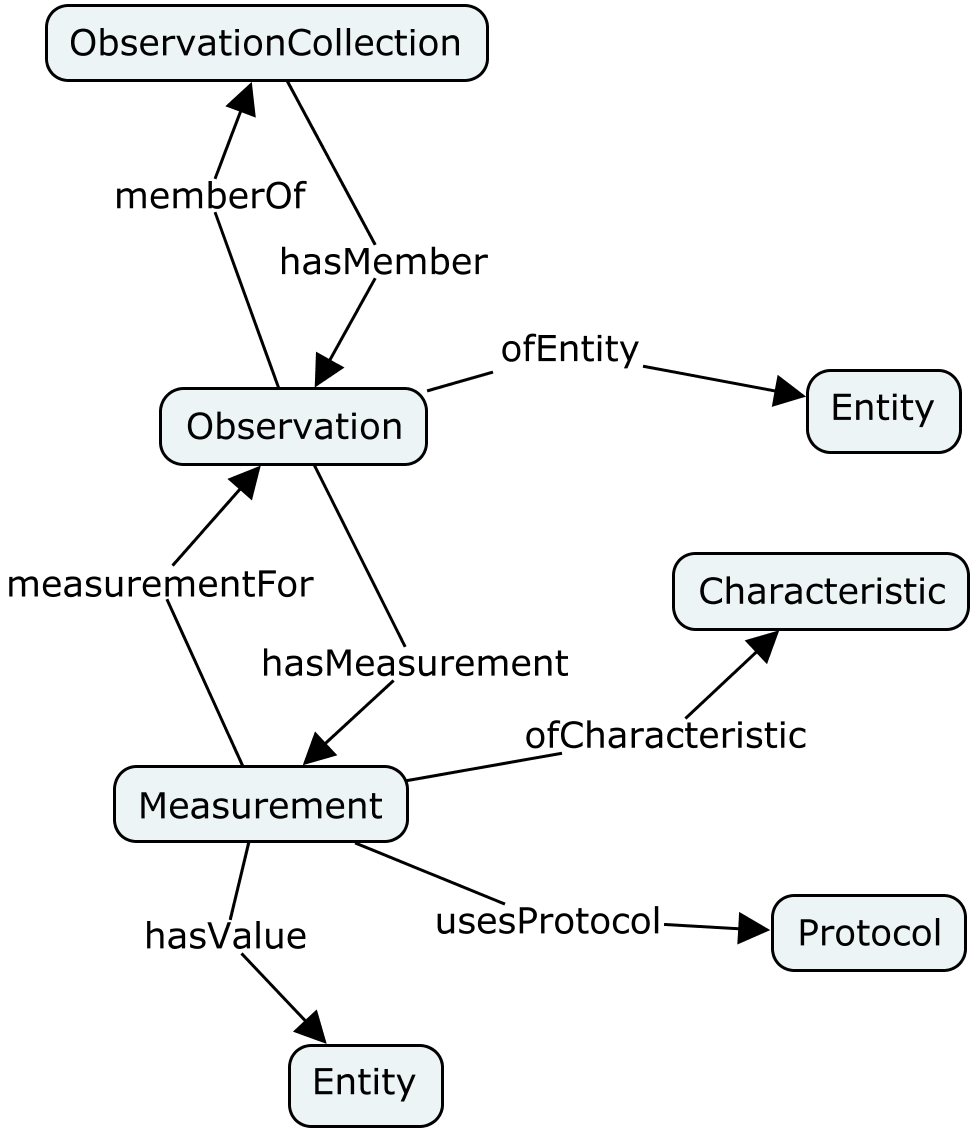 ObservationCollection
memberOf
hasMember
ofEntity
Entity
Observation
measurementFor
Characteristic
hasMeasurement
ofCharacteristic
Measurement
usesProtocol
Protocol
hasValue
Entity